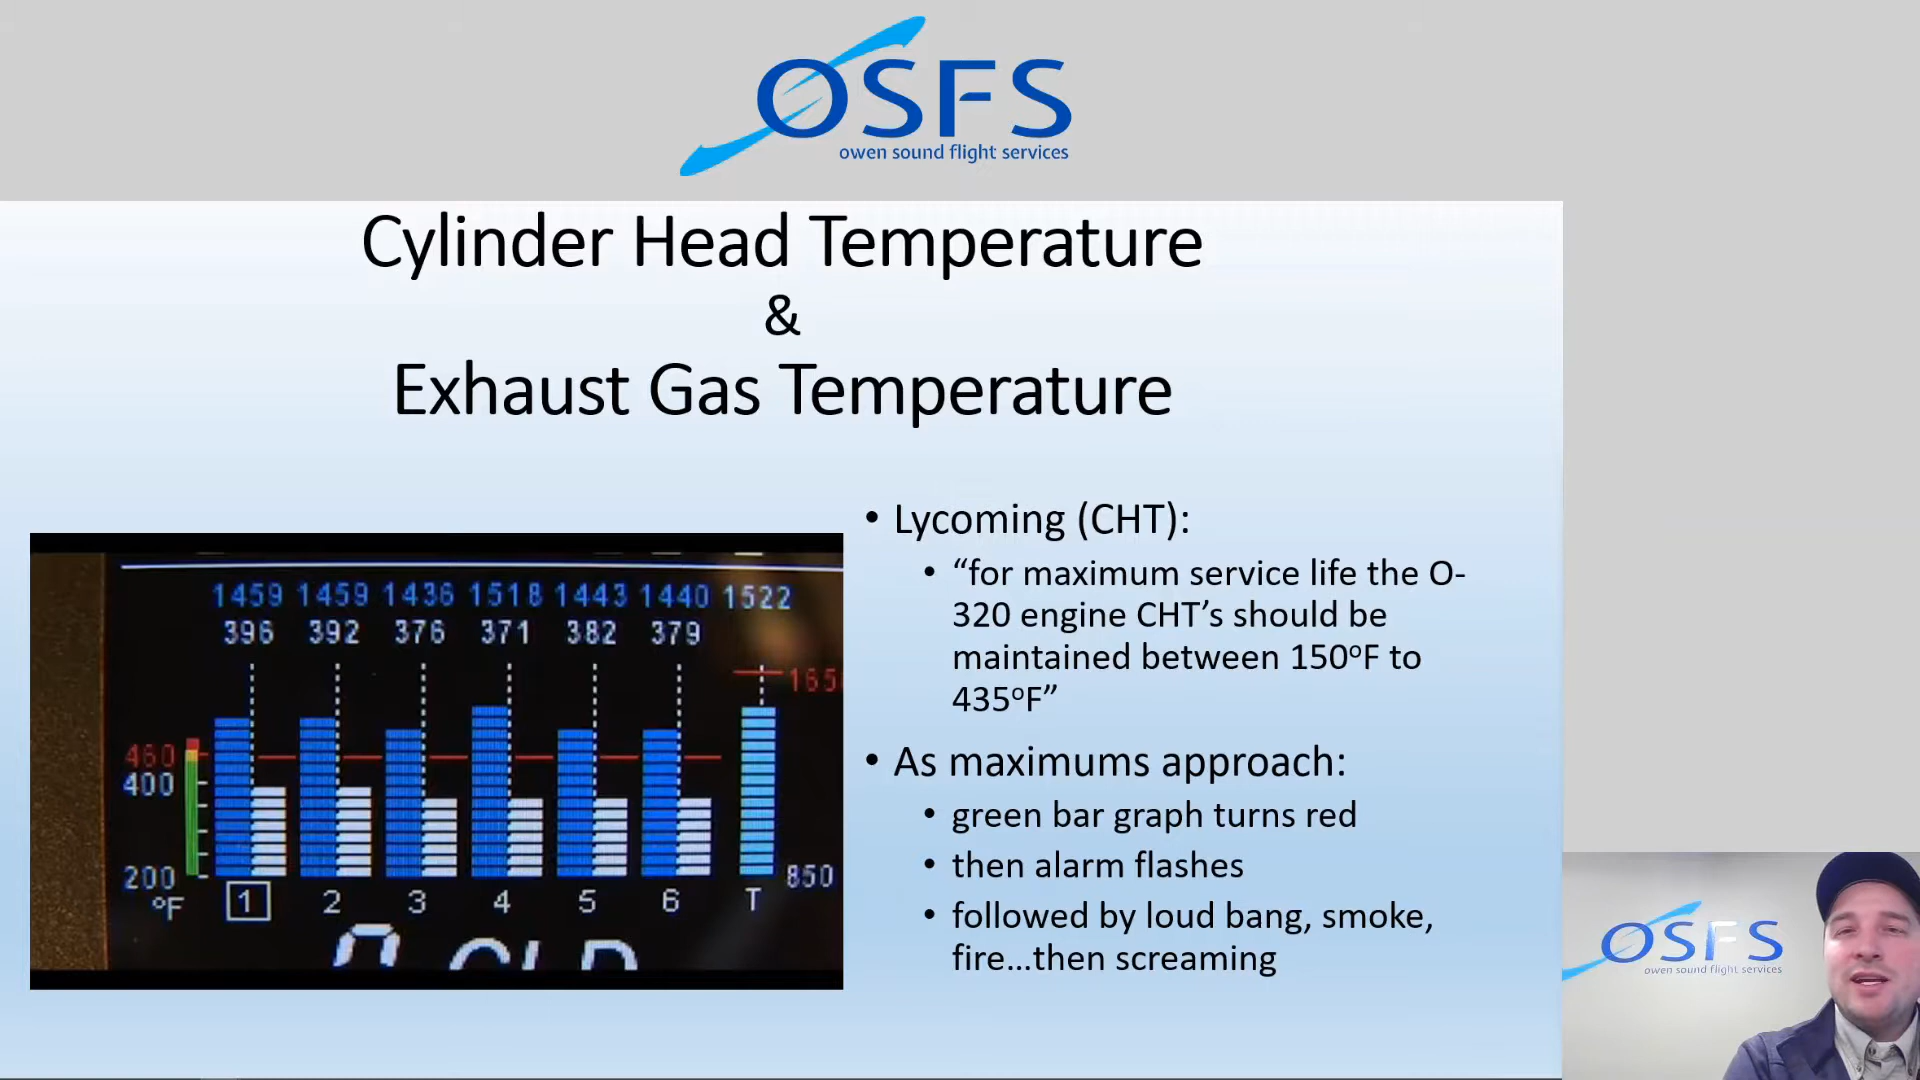 OSFS
owen sound flight services
Cylinder Head Temperature
&
Exhaust Gas Temperature
1459 1459 1436 1518 1443 1440 1522
396 392 376 371 382 379
460
400
200
°F
850
1 2 3 4 5 6 T
• Lycoming (CHT):
• “for maximum service life the O-
320 engine CHT’s should be
maintained between 150°F to
435°F”
• As maximums approach:
• green bar graph turns red
• then alarm flashes
• followed by loud bang, smoke,
fire…then screaming
OSFS
owen sound flight services